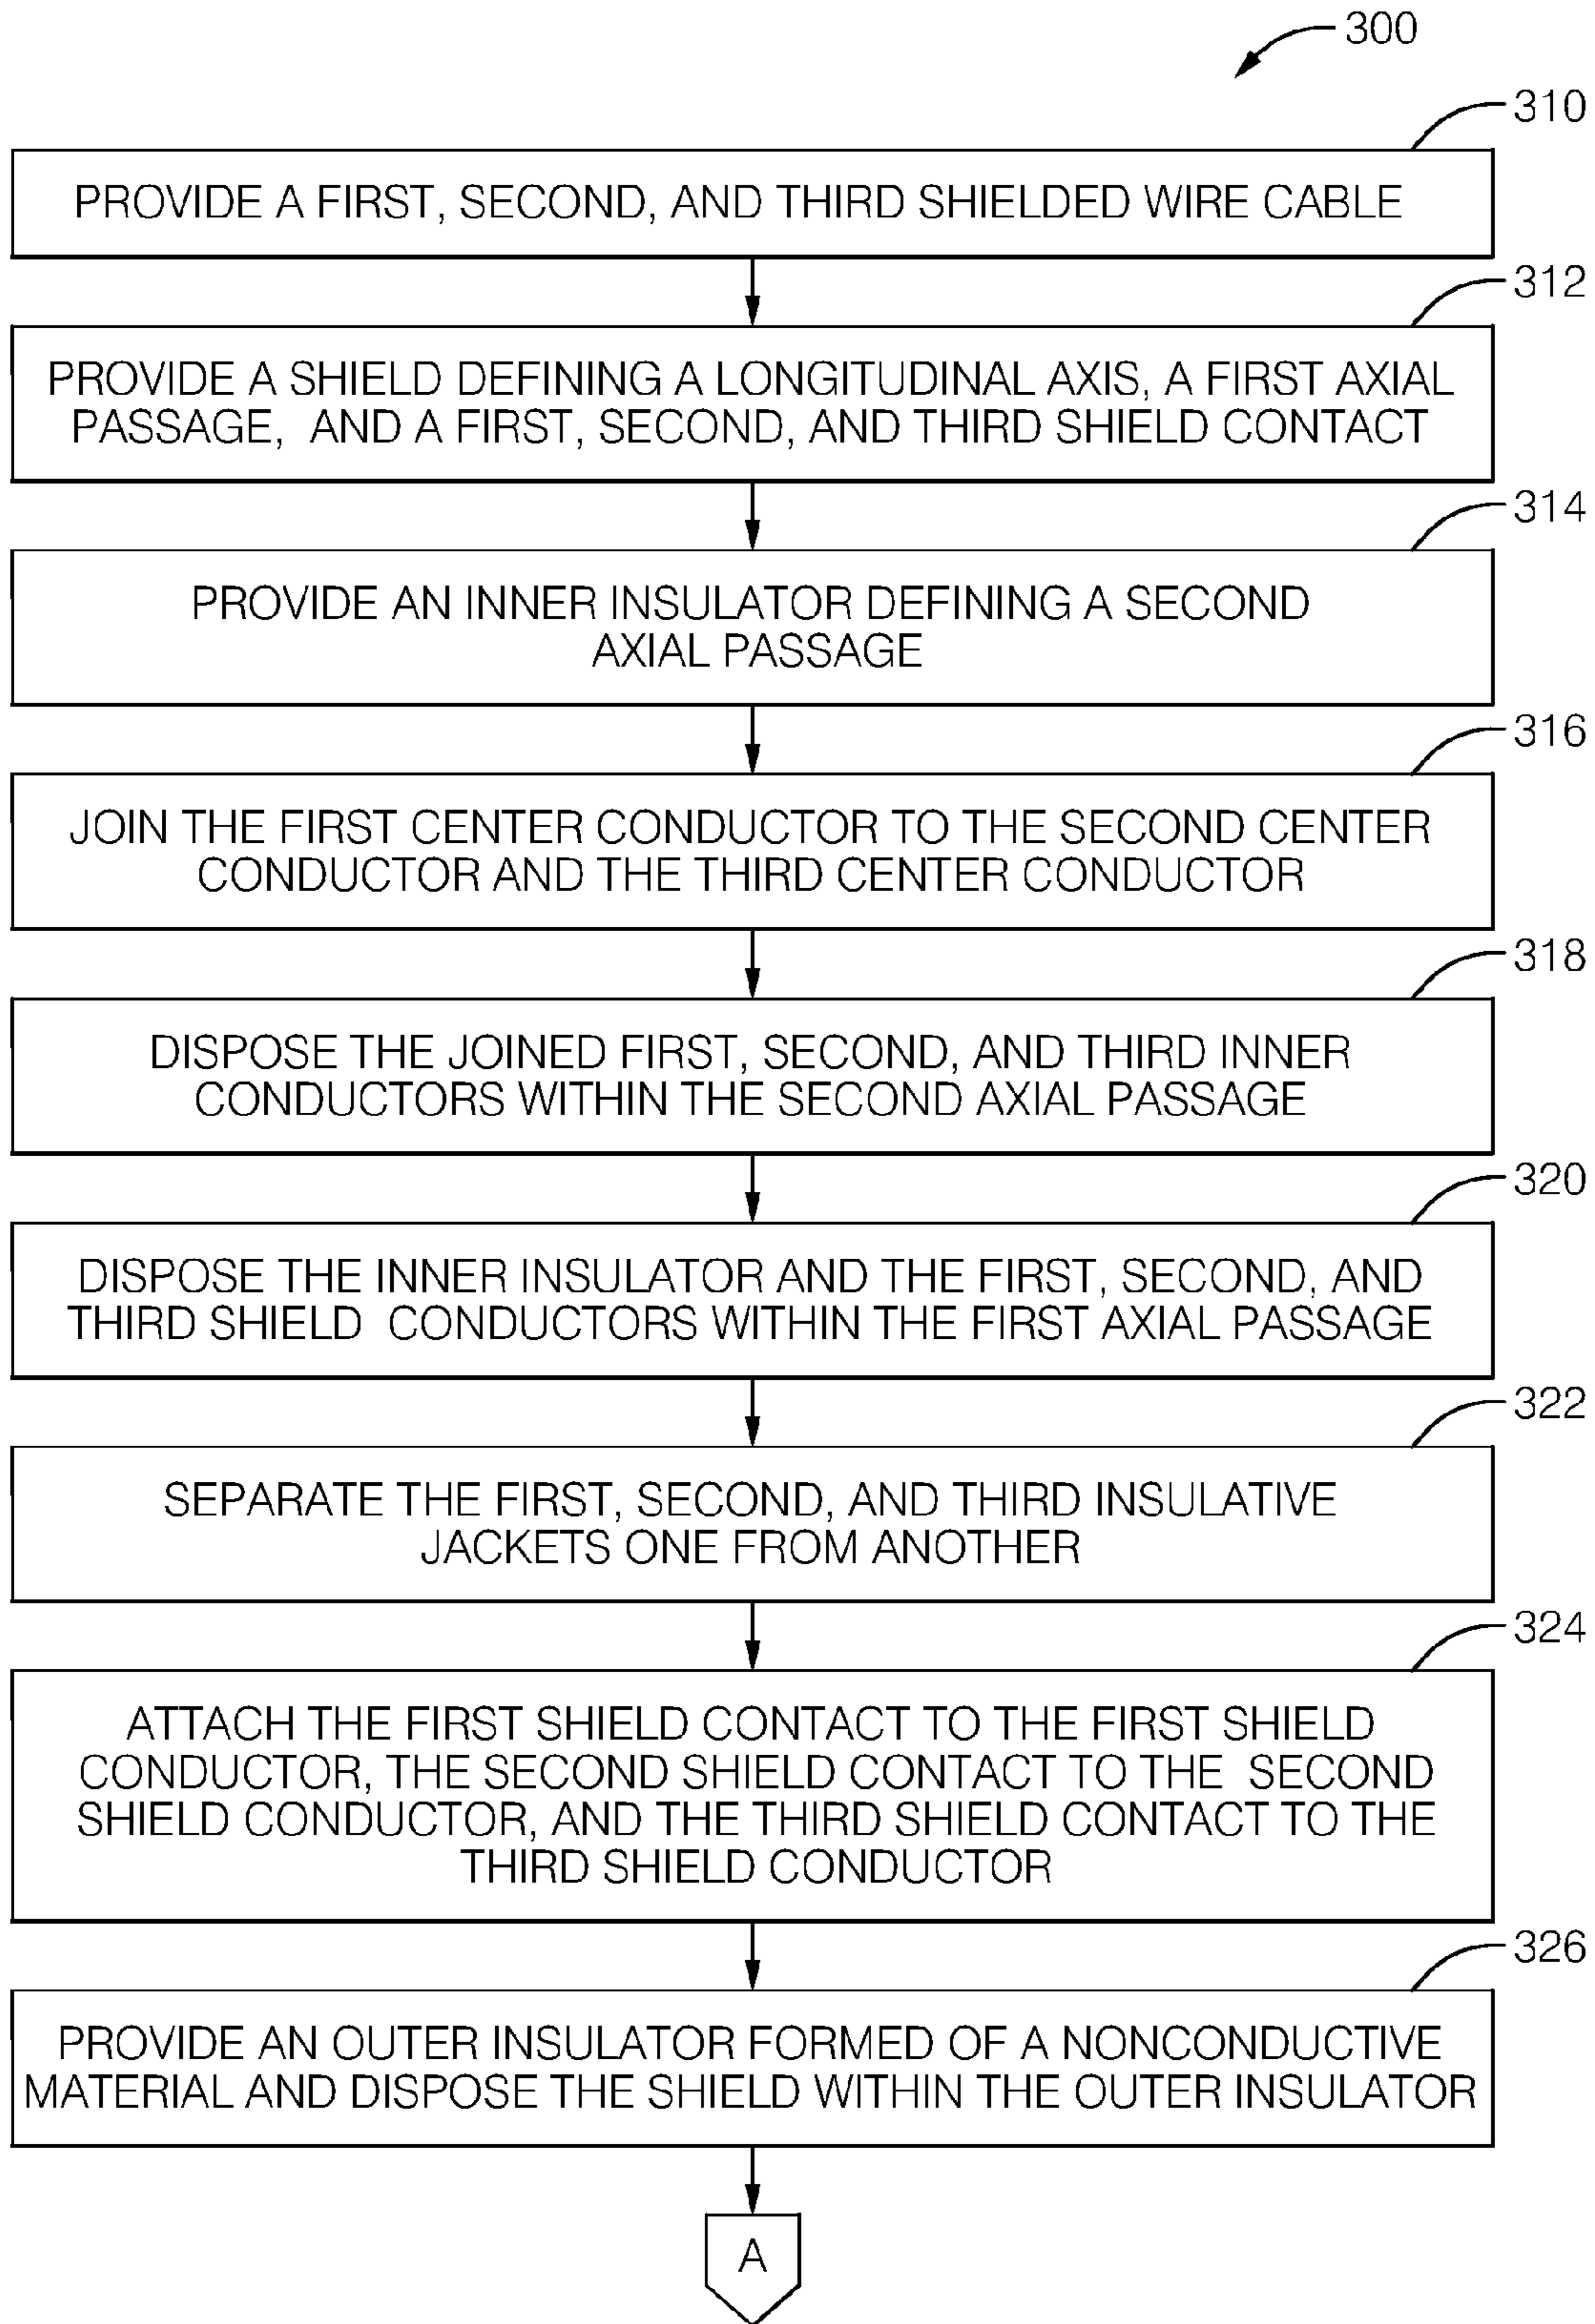 300
310
PROVIDE A FIRST, SECOND, AND THIRD SHIELDED WIRE CABLE
312
PROVIDE A SHIELD DEFINING A LONGITUDINAL AXIS, A FIRST AXIAL
PASSAGE, AND A FIRST, SECOND, AND THIRD SHIELD CONTACT
314
PROVIDE AN INNER INSULATOR DEFINING A SECOND
AXIAL PASSAGE
316
JOIN THE FIRST CENTER CONDUCTOR TO THE SECOND CENTER
CONDUCTOR AND THE THIRD CENTER CONDUCTOR
318
DISPOSE THE JOINED FIRST, SECOND, AND THIRD INNER
CONDUCTORS WITHIN THE SECOND AXIAL PASSAGE
320
DISPOSE THE INNER INSULATOR AND THE FIRST, SECOND, AND
THIRD SHIELD CONDUCTORS WITHIN THE FIRST AXIAL PASSAGE
322
SEPARATE THE FIRST, SECOND, AND THIRD INSULATIVE
JACKETS ONE FROM ANOTHER
324
ATTACH THE FIRST SHIELD CONTACT TO THE FIRST SHIELD
CONDUCTOR, THE SECOND SHIELD CONTACT TO THE SECOND
SHIELD CONDUCTOR, AND THE THIRD SHIELD CONTACT TO THE
THIRD SHIELD CONDUCTOR
326
PROVIDE AN OUTER INSULATOR FORMED OF A NONCONDUCTIVE
MATERIAL AND DISPOSE THE SHIELD WITHIN THE OUTER INSULATOR
A